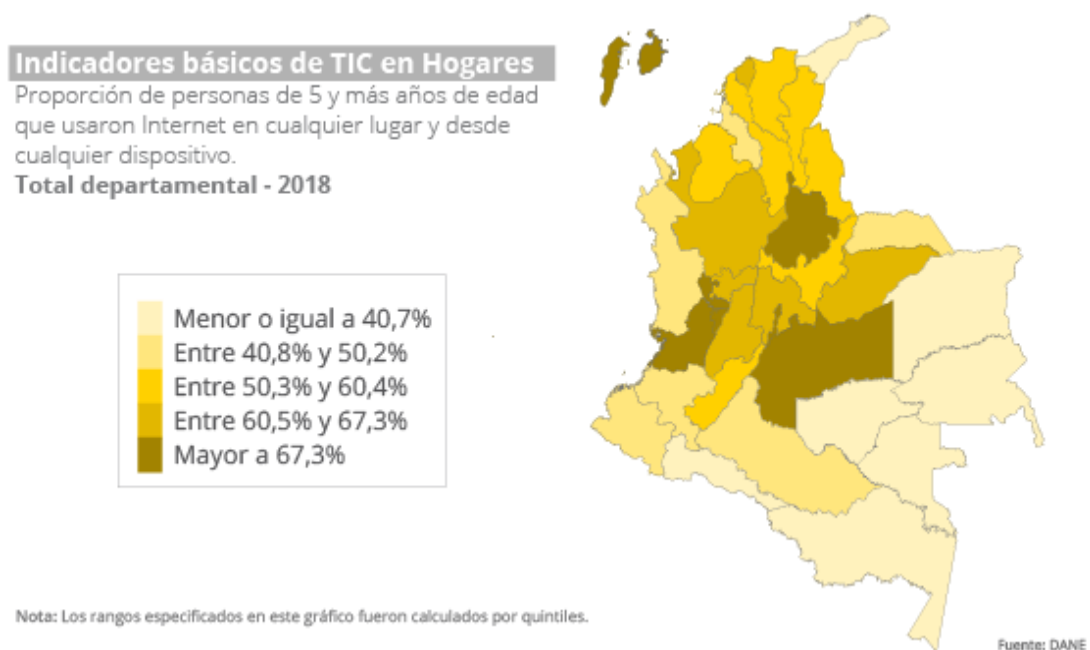 Indicadores básicos de TIC en Hogares
Proporción de personas de 5 y más años de edad
que usaron Internet en cualquier lugar y desde
cualquier dispositivo.
Total departamental - 2018
Menor o igual a 40,7%
Entre 40,8% y 50,2%
Entre 50,3% y 60,4%
Entre 60,5% y 67,3%
Mayor a 67,3%
Nota: Los rangos especificados en este gráfico fueron calculados por quintiles.
Fuente: DANE